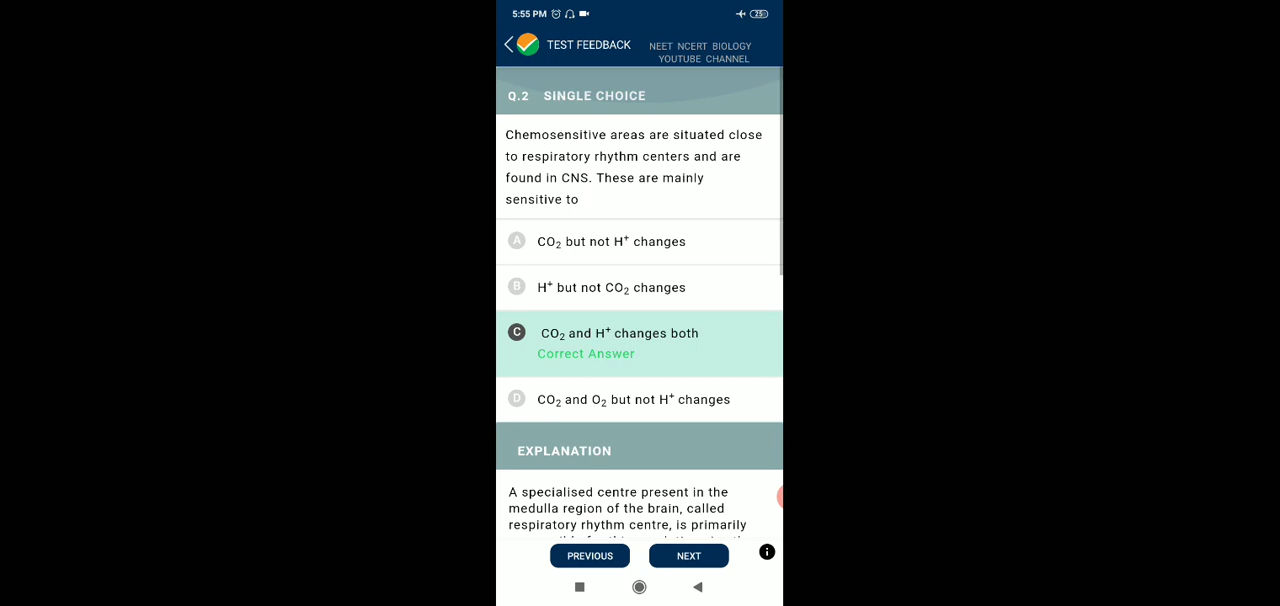 5:55 PM 25
TEST FEEDBACK NEET NCERT BIOLOGY
YOUTUBE CHANNEL
Q.2 SINGLE CHOICE
Chemosensitive areas are situated close
to respiratory rhythm centers and are
found in CNS. These are mainly
sensitive to
A CO₂ but not H⁺ changes
B H⁺ but not CO₂ changes
C CO₂ and H⁺ changes both
Correct Answer
D CO₂ and O₂ but not H⁺ changes
EXPLANATION
A specialised centre present in the
medulla region of the brain, called
respiratory rhythm centre, is primarily
PREVIOUS NEXT i